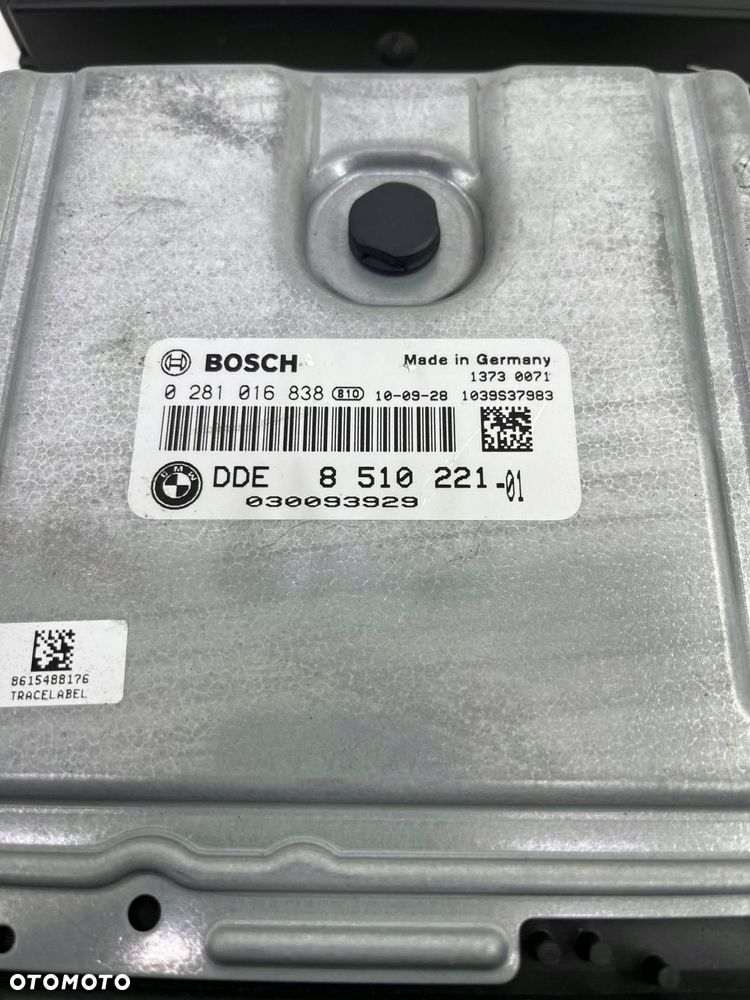 BOSCH
Made in Germany
1373 0071
0 281 016 838 810 10-09-28 1039S37983
BMW
DDE 8 510 221-01
030093929
8615488176
TRACELABEL
OTOMOTO